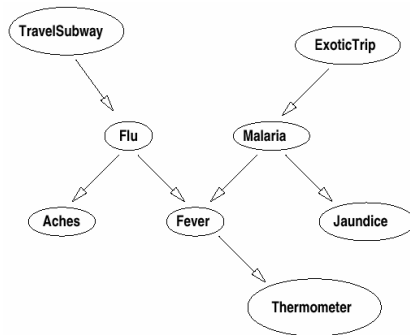 TravelSubway
ExoticTrip
Flu
Malaria
Aches
Fever
Jaundice
Thermometer